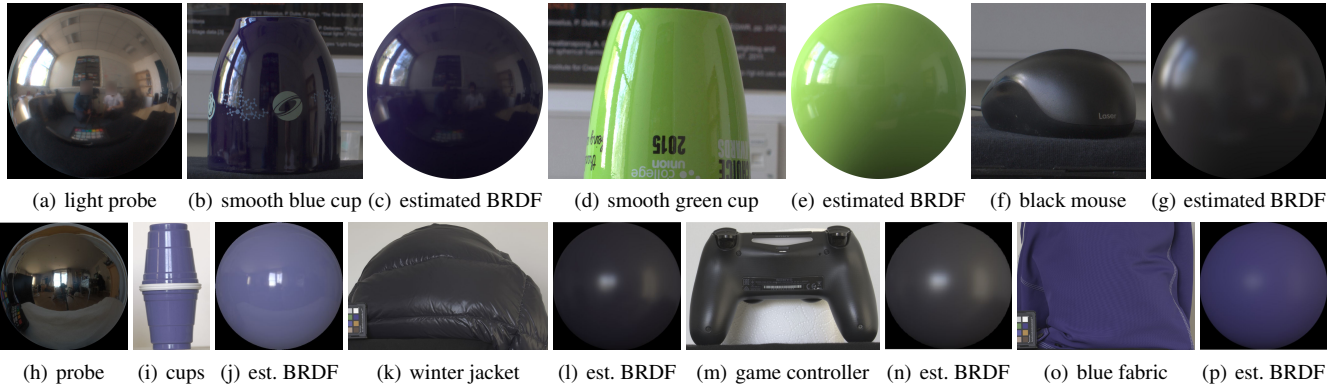 2015
college
union
Laser
(a) light probe
(b) smooth blue cup
(c) estimated BRDF
(d) smooth green cup
(e) estimated BRDF
(f) black mouse
(g) estimated BRDF
(h) probe
(i) cups
(j) est. BRDF
(k) winter jacket
(l) est. BRDF
(m) game controller
(n) est. BRDF
(o) blue fabric
(p) est. BRDF